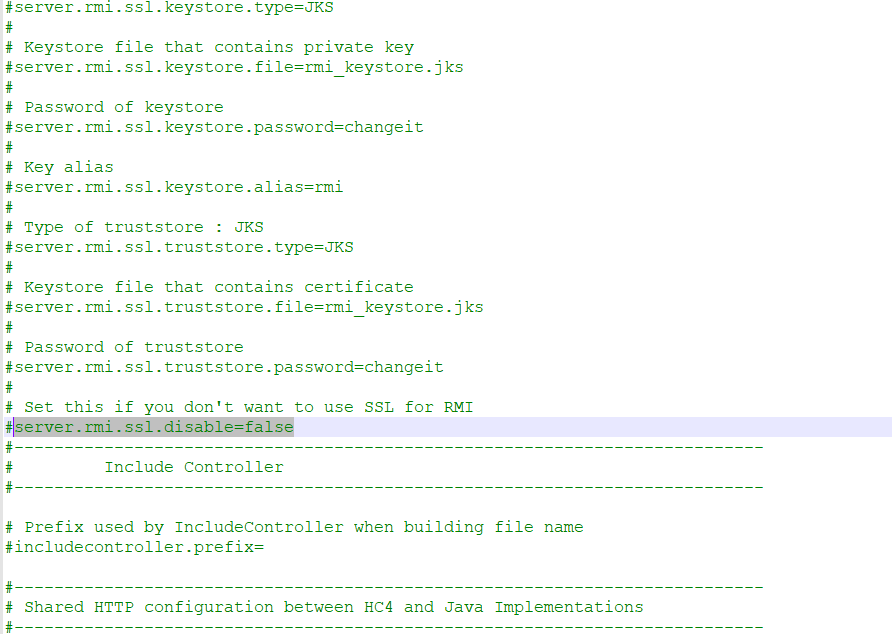 #server.rmi.ssl.keystore.type=JKS
#
# Keystore file that contains private key
#server.rmi.ssl.keystore.file=rmi_keystore.jks
#
# Password of keystore
#server.rmi.ssl.keystore.password=changeit
#
# Key alias
#server.rmi.ssl.keystore.alias=rmi
#
# Type of truststore : JKS
#server.rmi.ssl.truststore.type=JKS
#
# Keystore file that contains certificate
#server.rmi.ssl.truststore.file=rmi_keystore.jks
#
# Password of truststore
#server.rmi.ssl.truststore.password=changeit
#
# Set this if you don't want to use SSL for RMI
#server.rmi.ssl.disable=false
#---------------------------------------------------------------------------
#         Include Controller
#---------------------------------------------------------------------------

# Prefix used by IncludeController when building file name
#includecontroller.prefix=

#---------------------------------------------------------------------------
# Shared HTTP configuration between HC4 and Java Implementations
#---------------------------------------------------------------------------